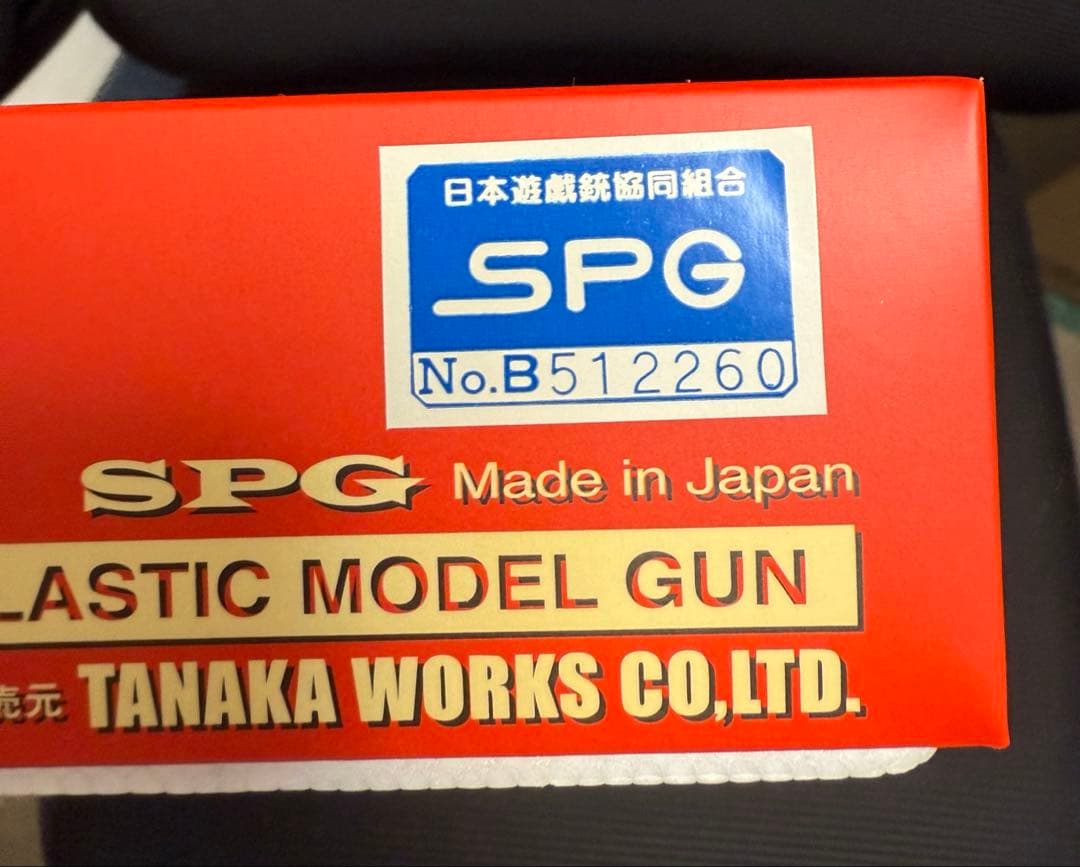 日本遊戯銃協同組合
SPG
No.B512260
SPG Made in Japan
LASTIC MODEL GUN
売元 TANAKA WORKS CO,LTD.